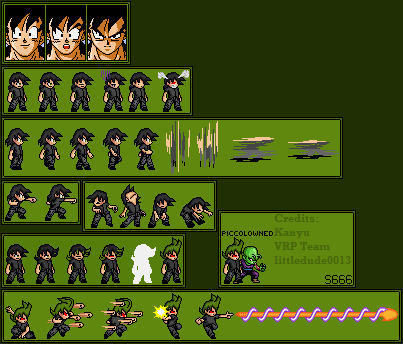 PICCOLOWNED
Credits:
Kanyu
VRP Team
littledude0013
S666